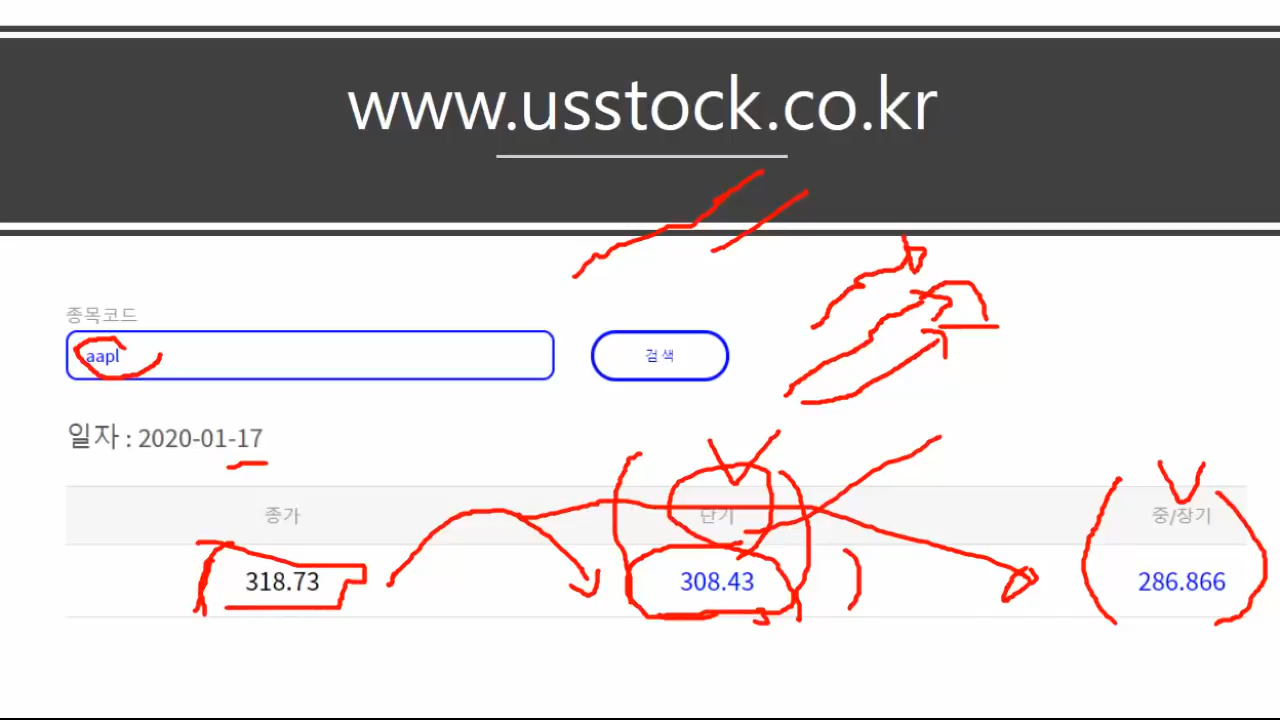 www.usstock.co.kr
종목코드
aapl
검색
일자 : 2020-01-17
종가 단기 중/장기
318.73 308.43 286.866